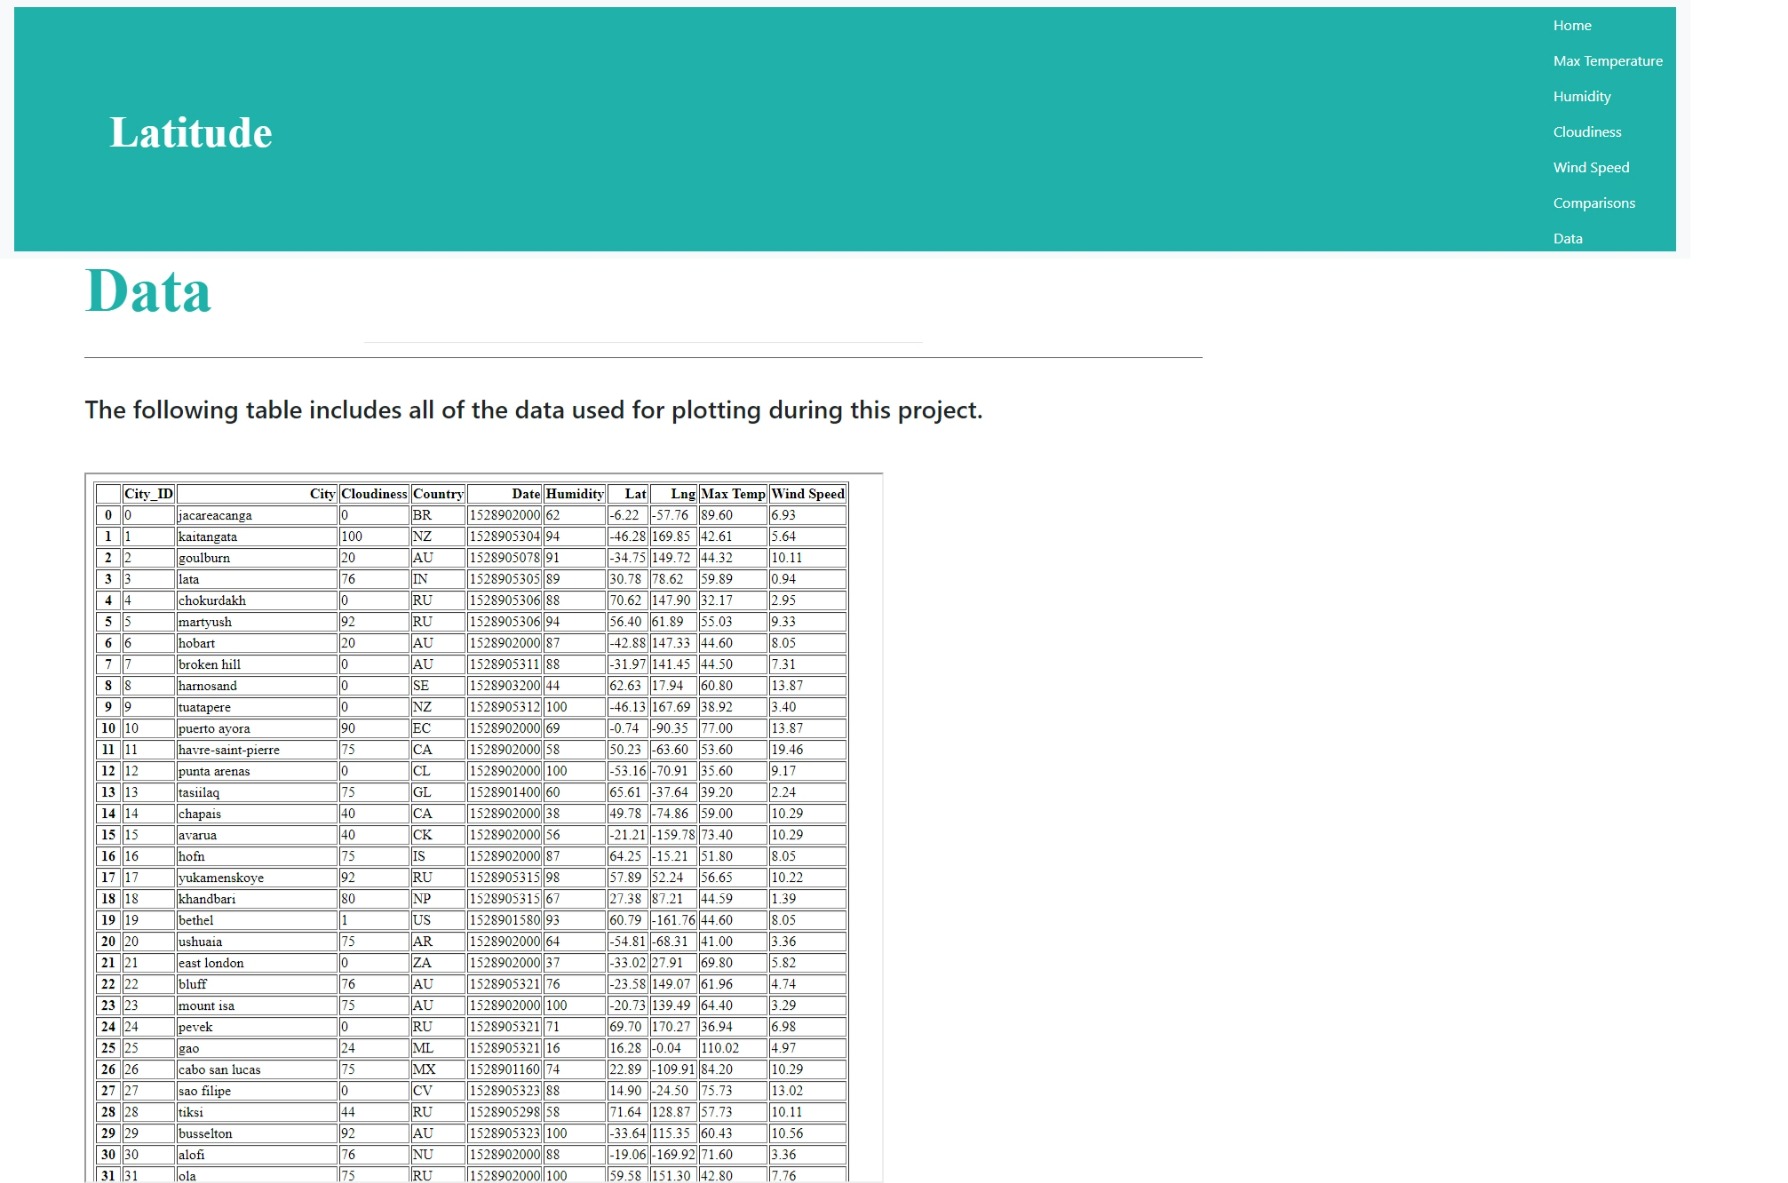 Home
Max Temperature
Humidity
Cloudiness
Wind Speed
Comparisons
Data
Latitude
Data
The following table includes all of the data used for plotting during this project.
City_ID City Cloudiness Country Date Humidity Lat Lng Max Temp Wind Speed
0 0 jacareacanga 0 BR 1528902000 62 -6.22 -57.76 89.60 6.93
1 1 kaitangata 100 NZ 1528905304 94 -46.28 169.85 42.61 5.64
2 2 goulburn 20 AU 1528905078 91 -34.75 149.72 44.32 10.11
3 3 lata 76 IN 1528905305 89 30.78 78.62 59.89 0.94
4 4 chokurdakh 0 RU 1528905306 88 70.62 147.90 32.17 2.95
5 5 martyush 92 RU 1528905306 94 56.40 61.89 55.03 9.33
6 6 hobart 20 AU 1528902000 87 -42.88 147.33 44.60 8.05
7 7 broken hill 0 AU 1528905311 88 -31.97 141.45 44.50 7.31
8 8 harnosand 0 SE 1528903200 44 62.63 17.94 60.80 13.87
9 9 tuatapere 0 NZ 1528905312 100 -46.13 167.69 38.92 3.40
10 10 puerto ayora 90 EC 1528902000 69 -0.74 -90.35 77.00 13.87
11 11 havre-saint-pierre 75 CA 1528902000 58 50.23 -63.60 53.60 19.46
12 12 punta arenas 0 CL 1528902000 100 -53.16 -70.91 35.60 9.17
13 13 tasiilaq 75 GL 1528901400 60 65.61 -37.64 39.20 2.24
14 14 chapais 40 CA 1528902000 38 49.78 -74.86 59.00 10.29
15 15 avarua 40 CK 1528902000 56 -21.21 -159.78 73.40 10.29
16 16 hofn 75 IS 1528902000 87 64.25 -15.21 51.80 8.05
17 17 yukamenskoye 92 RU 1528905315 98 57.89 52.24 56.65 10.22
18 18 khandbari 80 NP 1528905315 67 27.38 87.21 44.59 1.39
19 19 bethel 1 US 1528901580 93 60.79 -161.76 44.60 8.05
20 20 ushuaia 75 AR 1528902000 64 -54.81 -68.31 41.00 3.36
21 21 east london 0 ZA 1528902000 37 -33.02 27.91 69.80 5.82
22 22 bluff 76 AU 1528905321 76 -23.58 149.07 61.96 4.74
23 23 mount isa 75 AU 1528902000 100 -20.73 139.49 64.40 3.29
24 24 pevek 0 RU 1528905321 71 69.70 170.27 36.94 6.98
25 25 gao 24 ML 1528905321 16 16.28 -0.04 110.02 4.97
26 26 cabo san lucas 75 MX 1528901160 74 22.89 -109.91 84.20 10.29
27 27 sao filipe 0 CV 1528905323 88 14.90 -24.50 75.73 13.02
28 28 tiksi 44 RU 1528905298 58 71.64 128.87 57.73 10.11
29 29 busselton 92 AU 1528905323 100 -33.64 115.35 60.43 10.56
30 30 alofi 76 NU 1528902000 88 -19.06 -169.92 71.60 3.36
31 31 ola 75 RU 1528902000 100 59.58 151.30 42.80 7.76